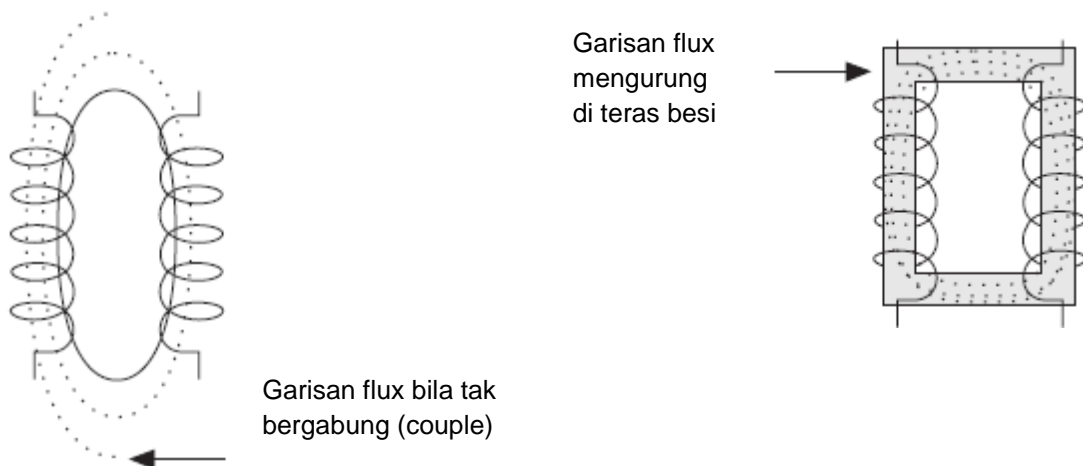 Garisan flux
mengurung
di teras besi
Garisan flux bila tak
bergabung (couple)